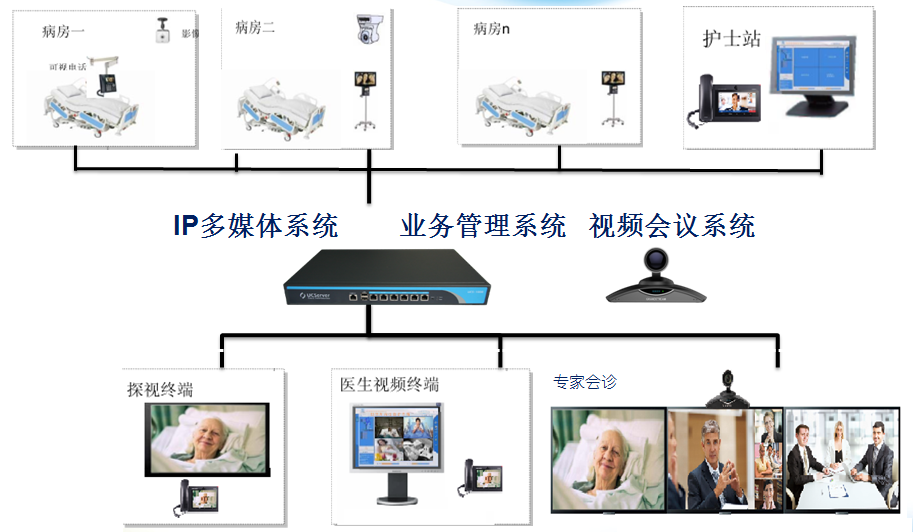 病房一
影像
可视电话
病房二
病房n
护士站
IP多媒体系统
业务管理系统
视频会议系统
UCServer
探视终端
医生视频终端
专家会诊